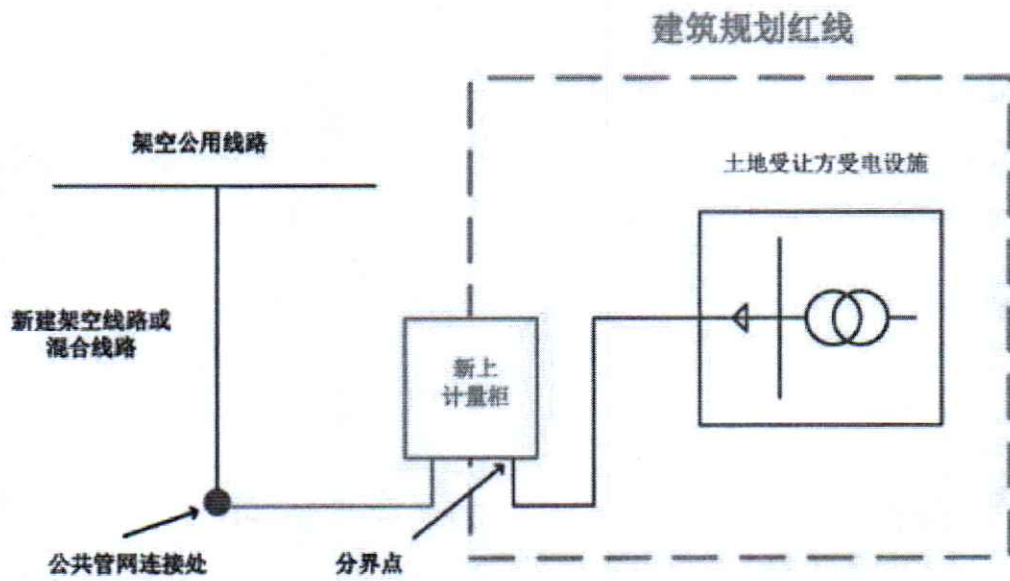 建筑规划红线
架空公用线路
土地受让方受电设施
新建架空线路或
混合线路
新上
计量柜
公共管网连接处
分界点